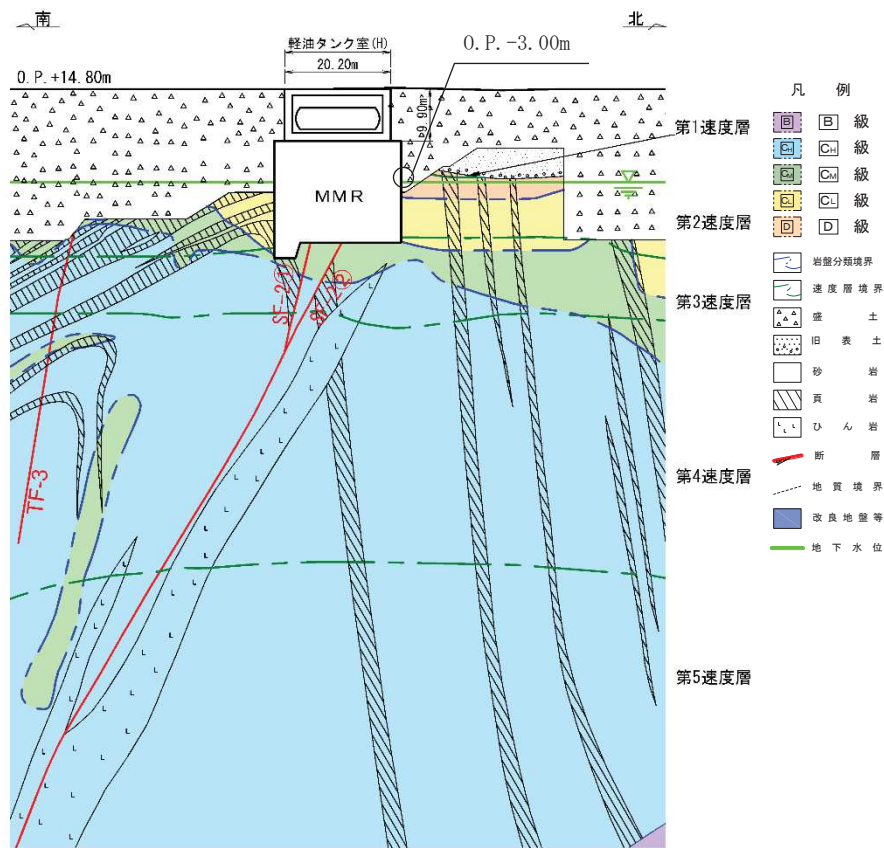 南
北
軽油タンク室(H)
20.20m
O.P.-3.00m
O.P.+14.80m
<9.90m>
MMR
第1速度層
第2速度層
第3速度層
第4速度層
第5速度層
TF-3
凡 例
B B 級
CH CH 級
CM CM 級
CL CL 級
D D 級
岩盤分類境界
速度層境界
盛 土
旧 表 土
砂 岩
頁 岩
ひ ん 岩
断 層
地 質 境 界
改 良 地 盤 等
地 下 水 位